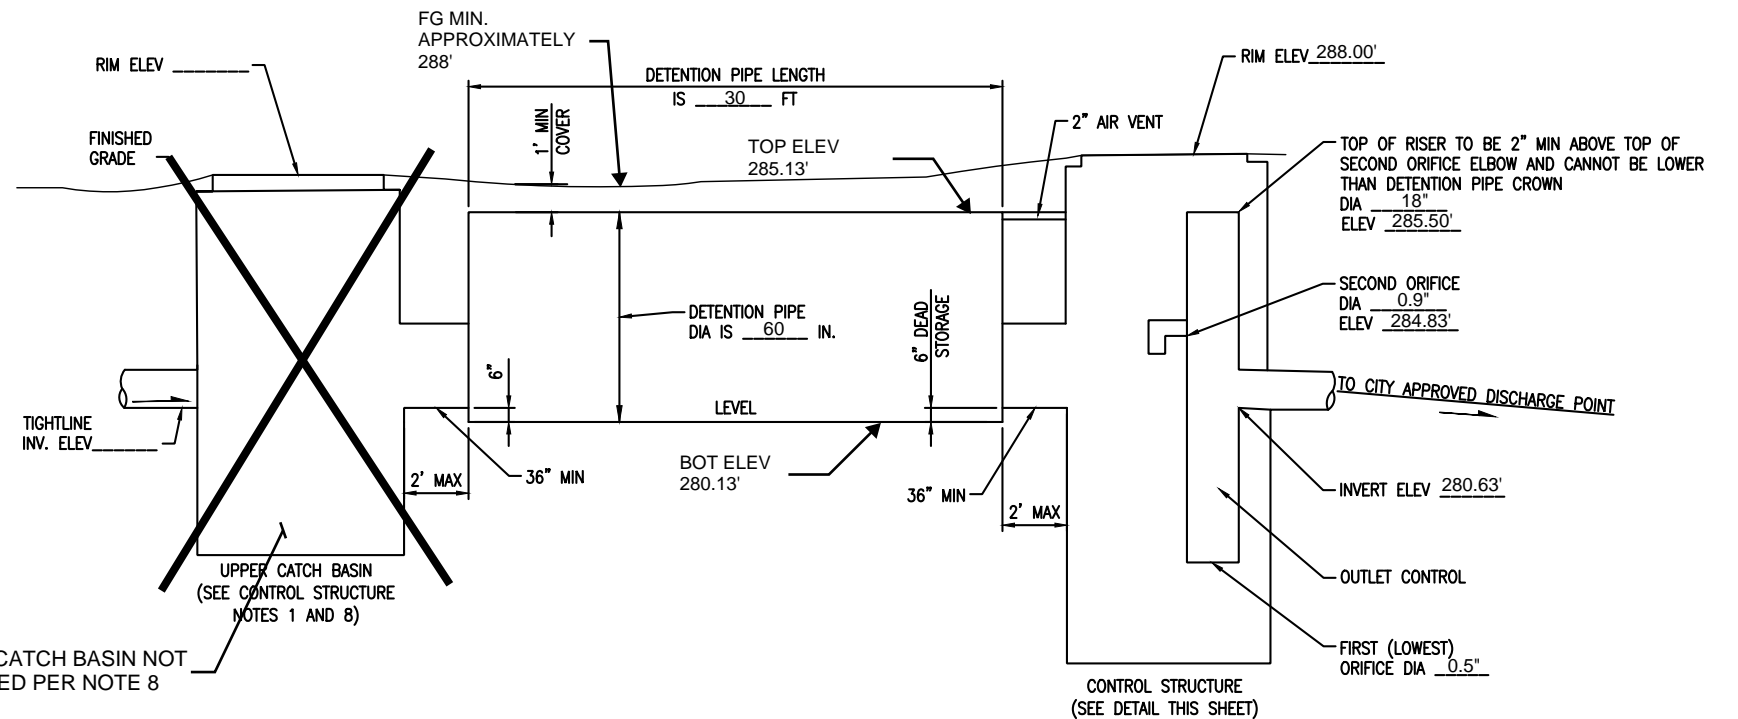 FG MIN.
APPROXIMATELY
288'
RIM ELEV
DETENTION PIPE LENGTH
IS 30 FT
RIM ELEV 288.00'
1' MIN
COVER
2" AIR VENT
FINISHED
GRADE
TOP ELEV
285.13'
TOP OF RISER TO BE 2" MIN ABOVE TOP OF
SECOND ORIFICE ELBOW AND CANNOT BE LOWER
THAN DETENTION PIPE CROWN
DIA 18"
ELEV 285.50'
SECOND ORIFICE
DIA 0.9"
ELEV 284.83'
DETENTION PIPE
DIA IS 60 IN.
6" DEAD
STORAGE
6"
LEVEL
TO CITY APPROVED DISCHARGE POINT
TIGHTLINE
INV. ELEV
BOT ELEV
280.13'
2' MAX
36" MIN
36" MIN
2' MAX
INVERT ELEV 280.63'
UPPER CATCH BASIN
(SEE CONTROL STRUCTURE
NOTES 1 AND 8)
OUTLET CONTROL
CATCH BASIN NOT
ED PER NOTE 8
FIRST (LOWEST)
ORIFICE DIA 0.5"
CONTROL STRUCTURE
(SEE DETAIL THIS SHEET)